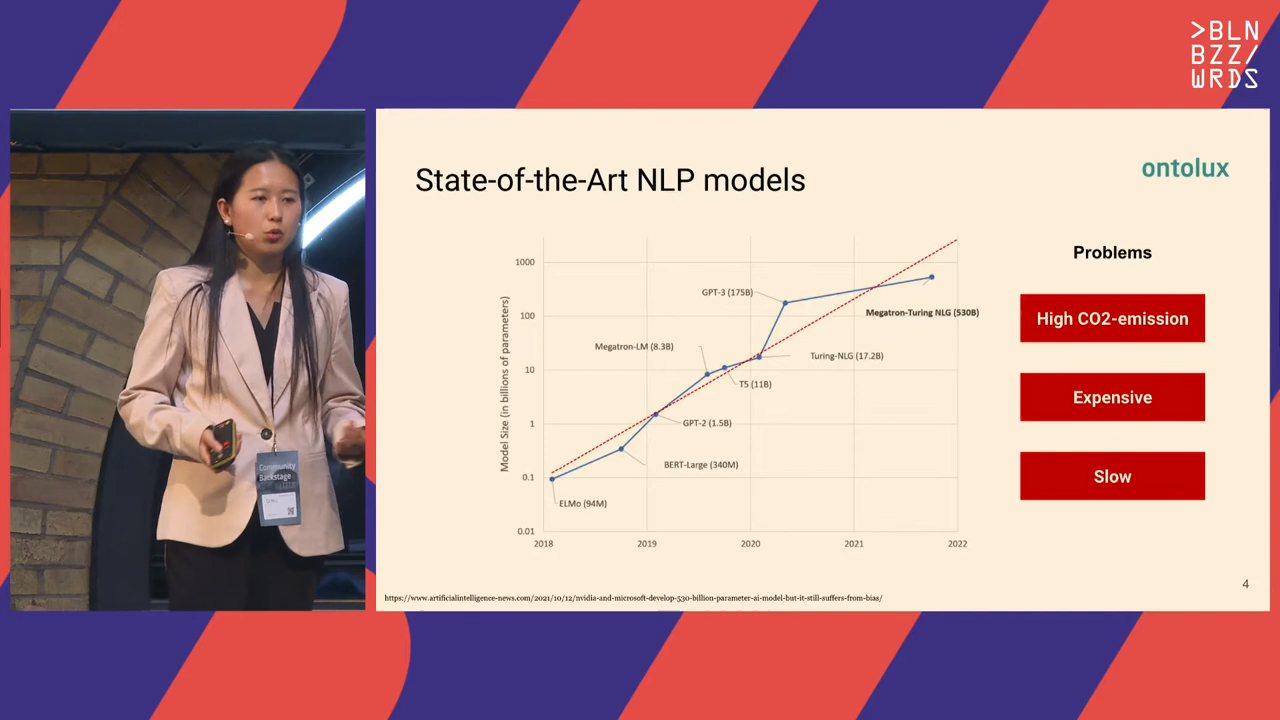 >BLN
BZZ/
WRDS
State-of-the-Art NLP models
ontolux
Problems
High CO2-emission
Expensive
Slow
Model Size (in billions of parameters)
1000
100
10
1
0.1
0.01
2018
2019
2020
2021
2022
GPT-3 (175B)
Megatron-Turing NLG (530B)
Megatron-LM (8.3B)
Turing-NLG (17.2B)
T5 (11B)
GPT-2 (1.5B)
BERT-Large (340M)
ELMo (94M)
https://www.artificialintelligence-news.com/2021/10/12/nvidia-and-microsoft-develop-530-billion-parameter-ai-model-but-it-still-suffers-from-bias/
4
Community
Backstage